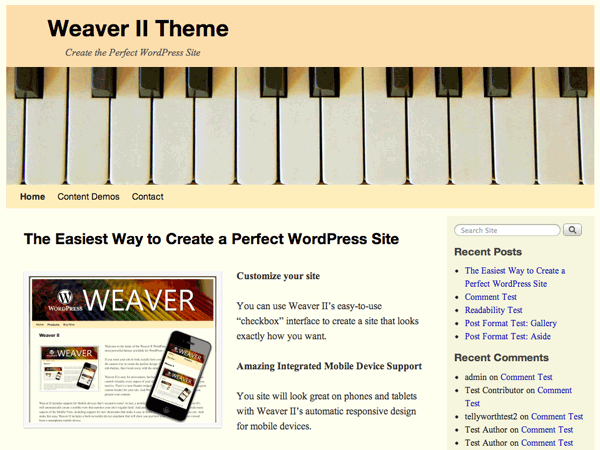 Weaver II Theme
Create the Perfect WordPress Site
Home Content Demos Contact
The Easiest Way to Create a Perfect WordPress Site
WORDPRESS WEAVER
Weaver II
WEAVER
Customize your site
You can use Weaver II’s easy-to-use
“checkbox” interface to create a site that looks
exactly how you want.
Amazing Integrated Mobile Device Support
You site will look great on phones and tablets
with Weaver II’s automatic responsive design
for mobile devices.
Search Site
Recent Posts
The Easiest Way to Create a
Perfect WordPress Site
Comment Test
Readability Test
Post Format Test: Gallery
Post Format Test: Aside
Recent Comments
admin on Comment Test
Test Contributor on Comment
Test
tellyworthtest2 on Comment Test
Test Author on Comment Test
Test Author on Comment Test